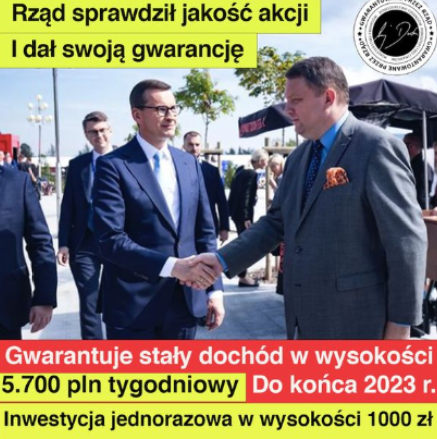 Rząd sprawdził jakość akcji
I dał swoją gwarancję
Gwarantuje stały dochód w wysokości
5.700 pln tygodniowy Do końca 2023 r.
Inwestycja jednorazowa w wysokości 1000 zł